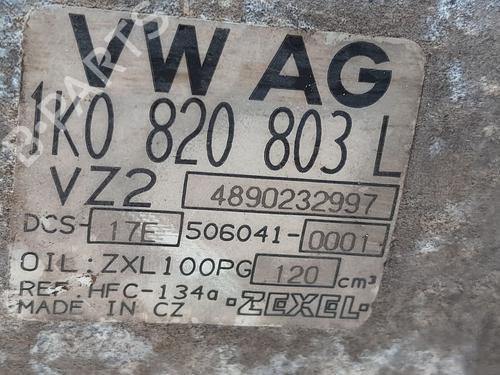 VW AG
1K0 820 803 L
VZ2 4890232997
DCS-17E 506041-0001
OIL: ZXL100PG 120 cm³
REF: HFC-134a ZEXEL
MADE IN CZ
B-PARTS